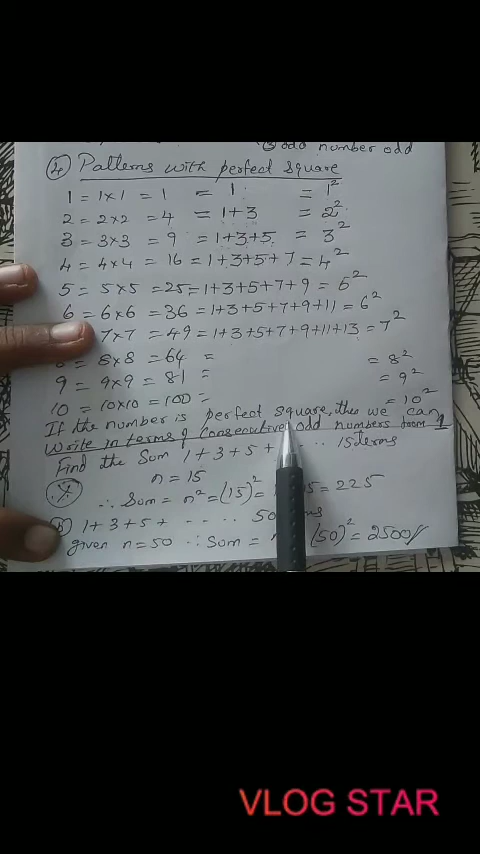 odd number odd
④ Patterns with perfect square
1 = 1×1 = 1 = 1 = 1²
2 = 2×2 = 4 = 1+3 = 2²
3 = 3×3 = 9 = 1+3+5 = 3²
4 = 4×4 = 16 = 1+3+5+7 = 4²
5 = 5×5 = 25 = 1+3+5+7+9 = 6²
6 = 6×6 = 36 = 1+3+5+7+9+11 = 6²
7×7 = 49 = 1+3+5+7+9+11+13 = 7²
8 = 8×8 = 64 = = 8²
9 = 9×9 = 81 = = 9²
10 = 10×10 = 100 = = 10²
If the number is perfect square, then we can
Write in terms of Consecutive odd numbers from 1
Find the Sum 1+3+5+ ... 15 terms
n = 15
∴ Sum = n² = (15)² = 225
1+3+5+ - - - - 50
given n=50 ∴ Sum = (50)² = 2500//
VLOG STAR